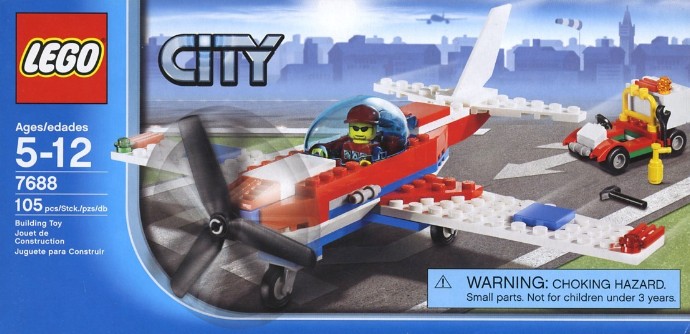 LEGO
CITY
Ages/edades
5-12
7688
105 pcs/Stck./pzs/db
Building Toy
Jouet de
Construction
Juguete para Construir
WARNING: CHOKING HAZARD.
Small parts. Not for children under 3 years.